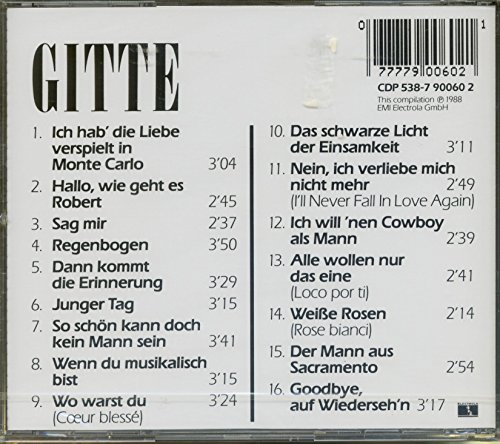 GITTE
0
1
77779 00602
CDP 538-7 90060 2
This compilation ℗ 1988
EMI Electrola GmbH
1. Ich hab' die Liebe
verspielt in
Monte Carlo 3'04
2. Hallo, wie geht es
Robert 2'45
3. Sag mir 2'37
4. Regenbogen 3'50
5. Dann kommt
die Erinnerung 3'29
6. Junger Tag 3'15
7. So schön kann doch
kein Mann sein 3'41
8. Wenn du musikalisch
bist 3'15
9. Wo warst du 3'24
(Cœur blessé)
10. Das schwarze Licht
der Einsamkeit 3'11
11. Nein, ich verliebe mich
nicht mehr 2'49
(I'll Never Fall In Love Again)
12. Ich will 'nen Cowboy
als Mann 2'39
13. Alle wollen nur
das eine 2'41
(Loco por ti)
14. Weiße Rosen 2'14
(Rose bianci)
15. Der Mann aus
Sacramento 2'54
16. Goodbye,
auf Wiederseh'n 3'17
ELECTROLA